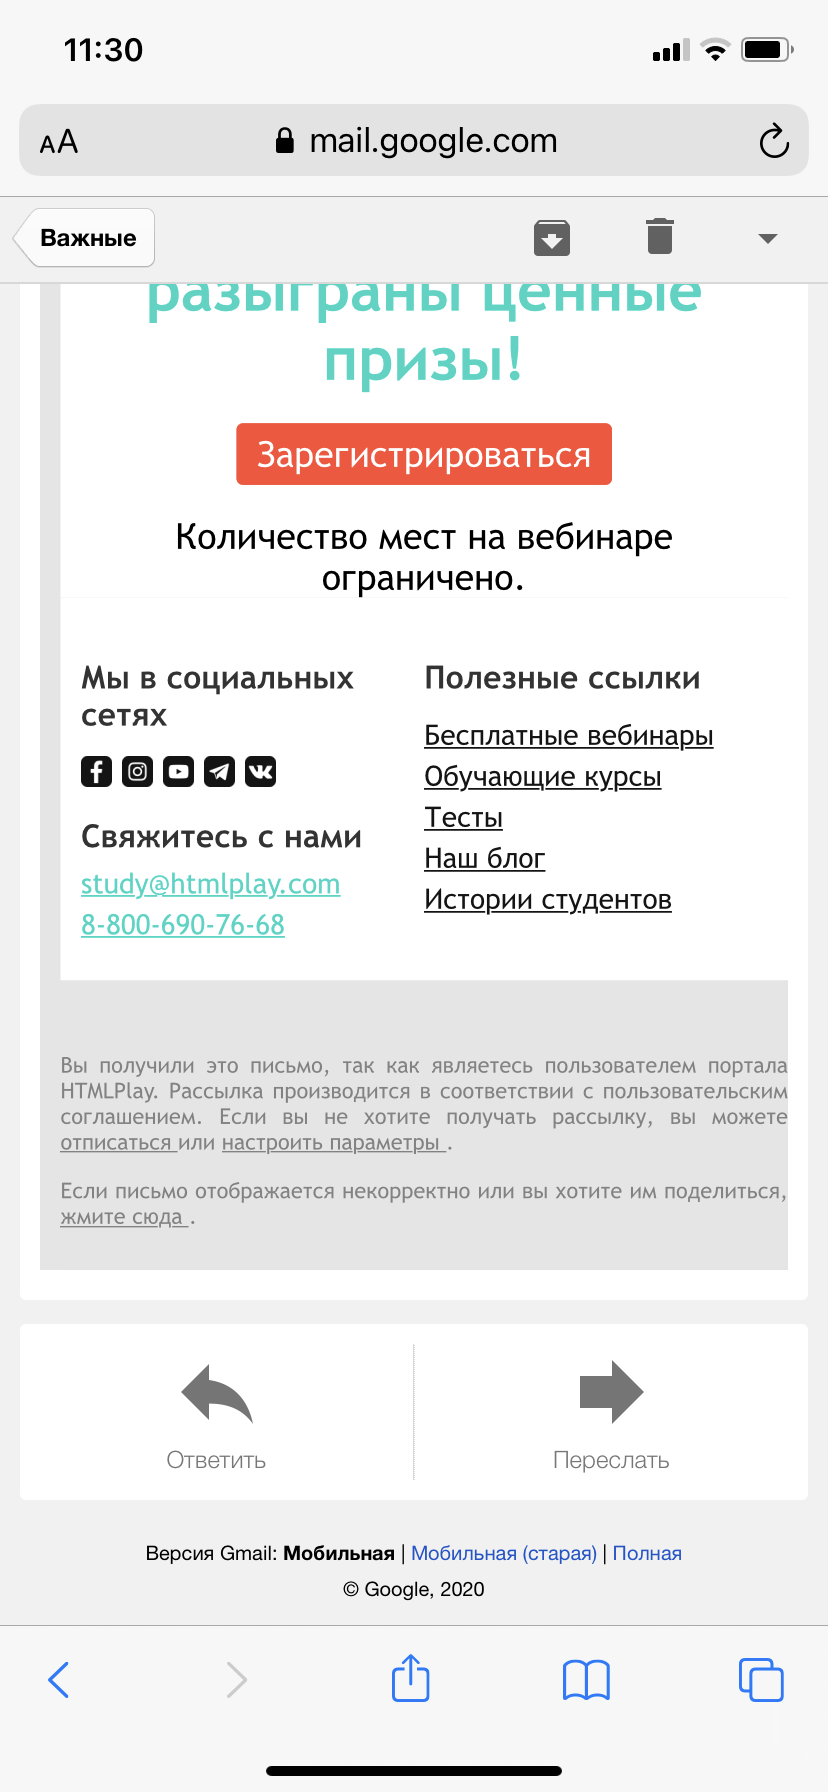 11:30
AA
mail.google.com
Важные
разыграны ценные
призы!
Зарегистрироваться
Количество мест на вебинаре
ограничено.
Мы в социальных
сетях
Свяжитесь с нами
study@htmlplay.com
8-800-690-76-68
Полезные ссылки
Бесплатные вебинары
Обучающие курсы
Тесты
Наш блог
Истории студентов
Вы получили это письмо, так как являетесь пользователем портала
HTMLPlay. Рассылка производится в соответствии с пользовательским
соглашением. Если вы не хотите получать рассылку, вы можете
отписаться или настроить параметры .
Если письмо отображается некорректно или вы хотите им поделиться,
жмите сюда .
Ответить
Переслать
Версия Gmail: Мобильная | Мобильная (старая) | Полная
© Google, 2020